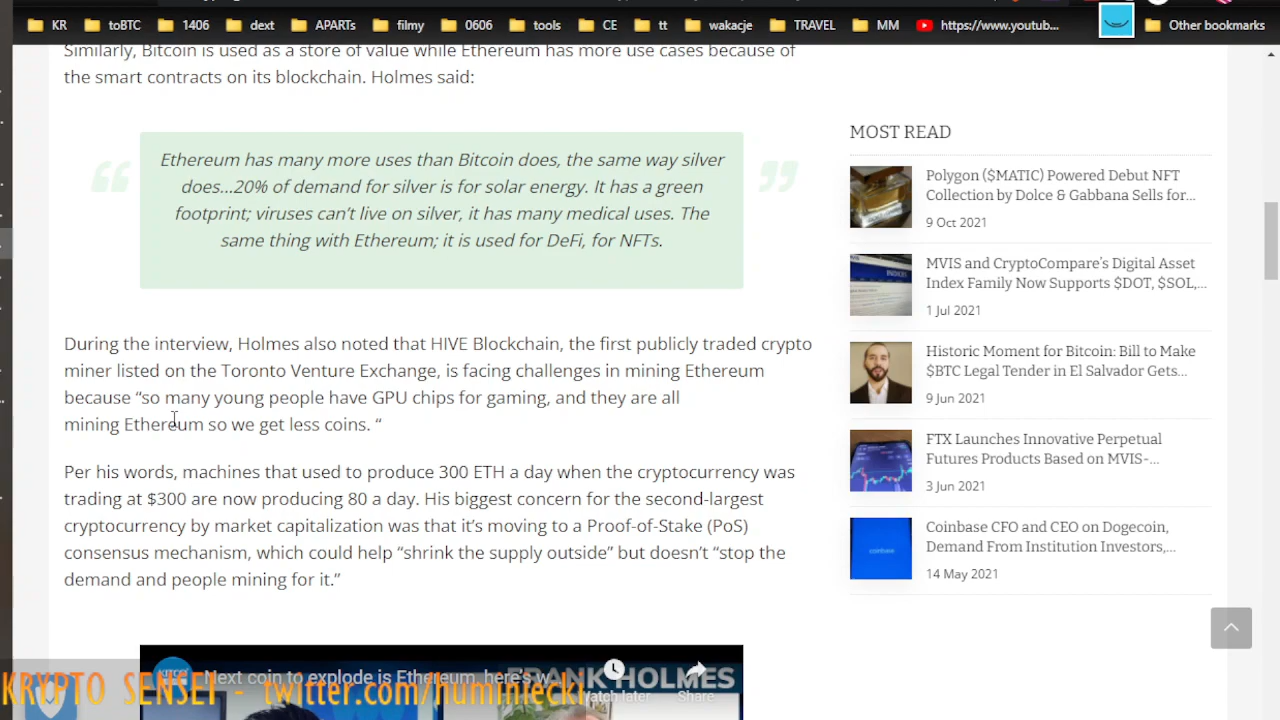 KR toBTC 1406 dext APARTs filmy 0606 tools CE tt wakacje TRAVEL MM https://www.youtub... Other bookmarks
Similarly, Bitcoin is used as a store of value while Ethereum has more use cases because of
the smart contracts on its blockchain. Holmes said:
“ Ethereum has many more uses than Bitcoin does, the same way silver ”
does…20% of demand for silver is for solar energy. It has a green
footprint; viruses can’t live on silver, it has many medical uses. The
same thing with Ethereum; it is used for DeFi, for NFTs.
During the interview, Holmes also noted that HIVE Blockchain, the first publicly traded crypto
miner listed on the Toronto Venture Exchange, is facing challenges in mining Ethereum
because “so many young people have GPU chips for gaming, and they are all
mining Ethereum so we get less coins. “
Per his words, machines that used to produce 300 ETH a day when the cryptocurrency was
trading at $300 are now producing 80 a day. His biggest concern for the second-largest
cryptocurrency by market capitalization was that it’s moving to a Proof-of-Stake (PoS)
consensus mechanism, which could help “shrink the supply outside” but doesn’t “stop the
demand and people mining for it.”
MOST READ
Polygon ($MATIC) Powered Debut NFT
Collection by Dolce & Gabbana Sells for...
9 Oct 2021
MVIS and CryptoCompare’s Digital Asset
Index Family Now Supports $DOT, $SOL,...
1 Jul 2021
Historic Moment for Bitcoin: Bill to Make
$BTC Legal Tender in El Salvador Gets...
9 Jun 2021
FTX Launches Innovative Perpetual
Futures Products Based on MVIS-...
3 Jun 2021
Coinbase CFO and CEO on Dogecoin,
Demand From Institution Investors,...
14 May 2021
coinbase
Next coin to explode is Ethereum, here's w
FRANK HOLMES
Watch later Share
KRYPTO SENSEI - twitter.com/huminiecki